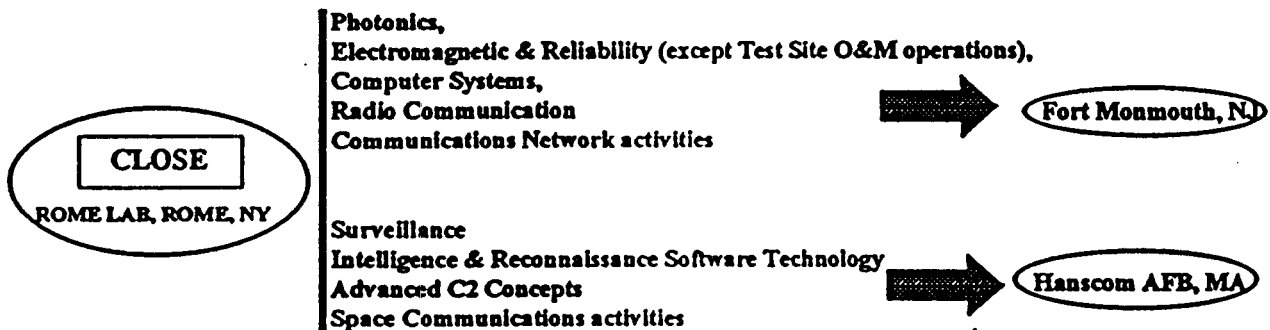 CLOSE
ROME LAB, ROME, NY
Photonics,
Electromagnetic & Reliability (except Test Site O&M operations),
Computer Systems,
Radio Communication
Communications Network activities
Fort Monmouth, NJ
Surveillance
Intelligence & Reconnaissance Software Technology
Advanced C2 Concepts
Space Communications activities
Hanscom AFB, MA